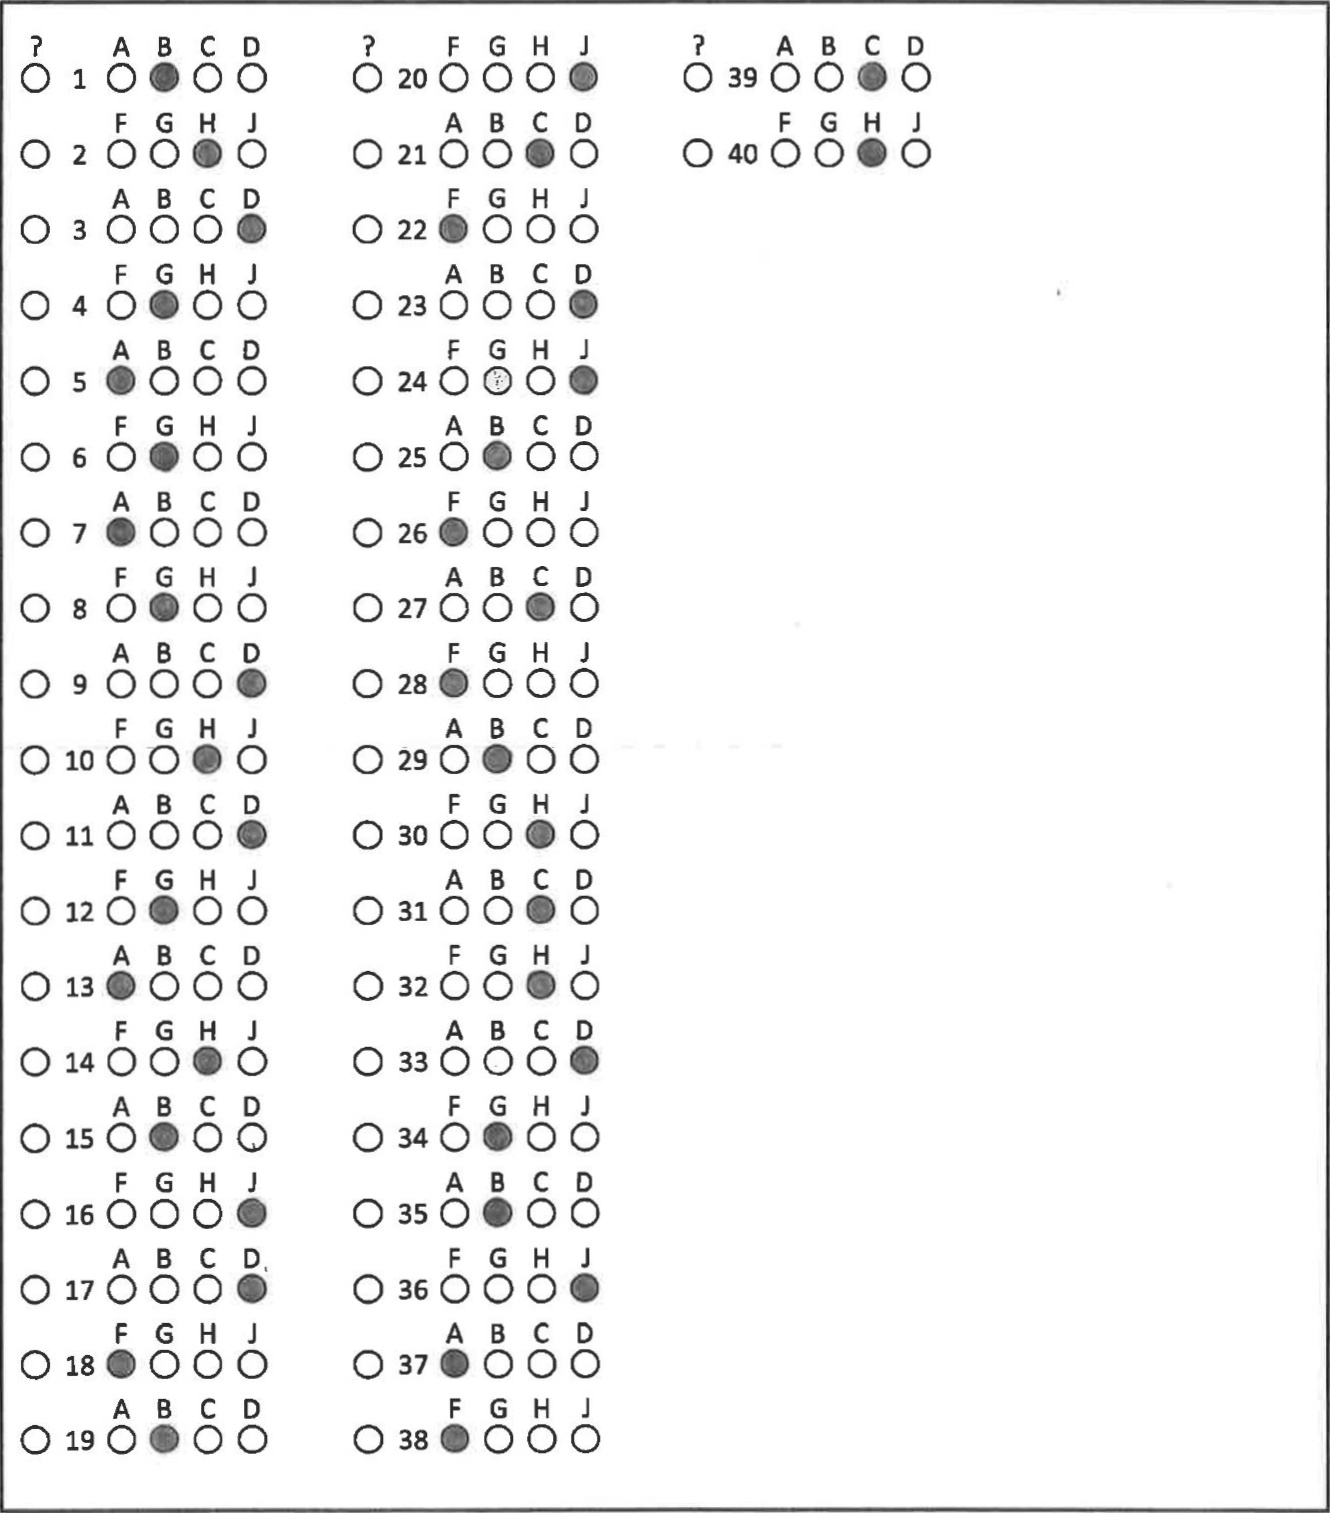 ? A B C D
1
F G H J
2
A B C D
3
F G H J
4
A B C D
5
F G H J
6
A B C D
7
F G H J
8
A B C D
9
F G H J
10
A B C D
11
F G H J
12
A B C D
13
F G H J
14
A B C D
15
F G H J
16
A B C D
17
F G H J
18
A B C D
19
? F G H J
20
A B C D
21
F G H J
22
A B C D
23
F G H J
24
A B C D
25
F G H J
26
A B C D
27
F G H J
28
A B C D
29
F G H J
30
A B C D
31
F G H J
32
A B C D
33
F G H J
34
A B C D
35
F G H J
36
A B C D
37
F G H J
38
? A B C D
39
F G H J
40